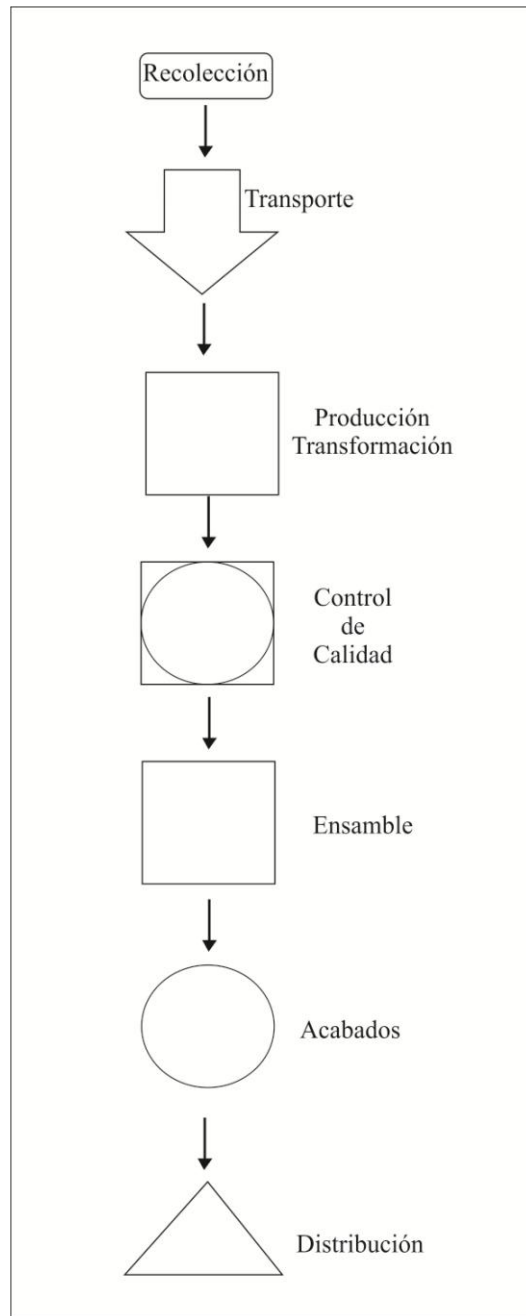 Recolección
Transporte
Producción
Transformación
Control
de
Calidad
Ensamble
Acabados
Distribución